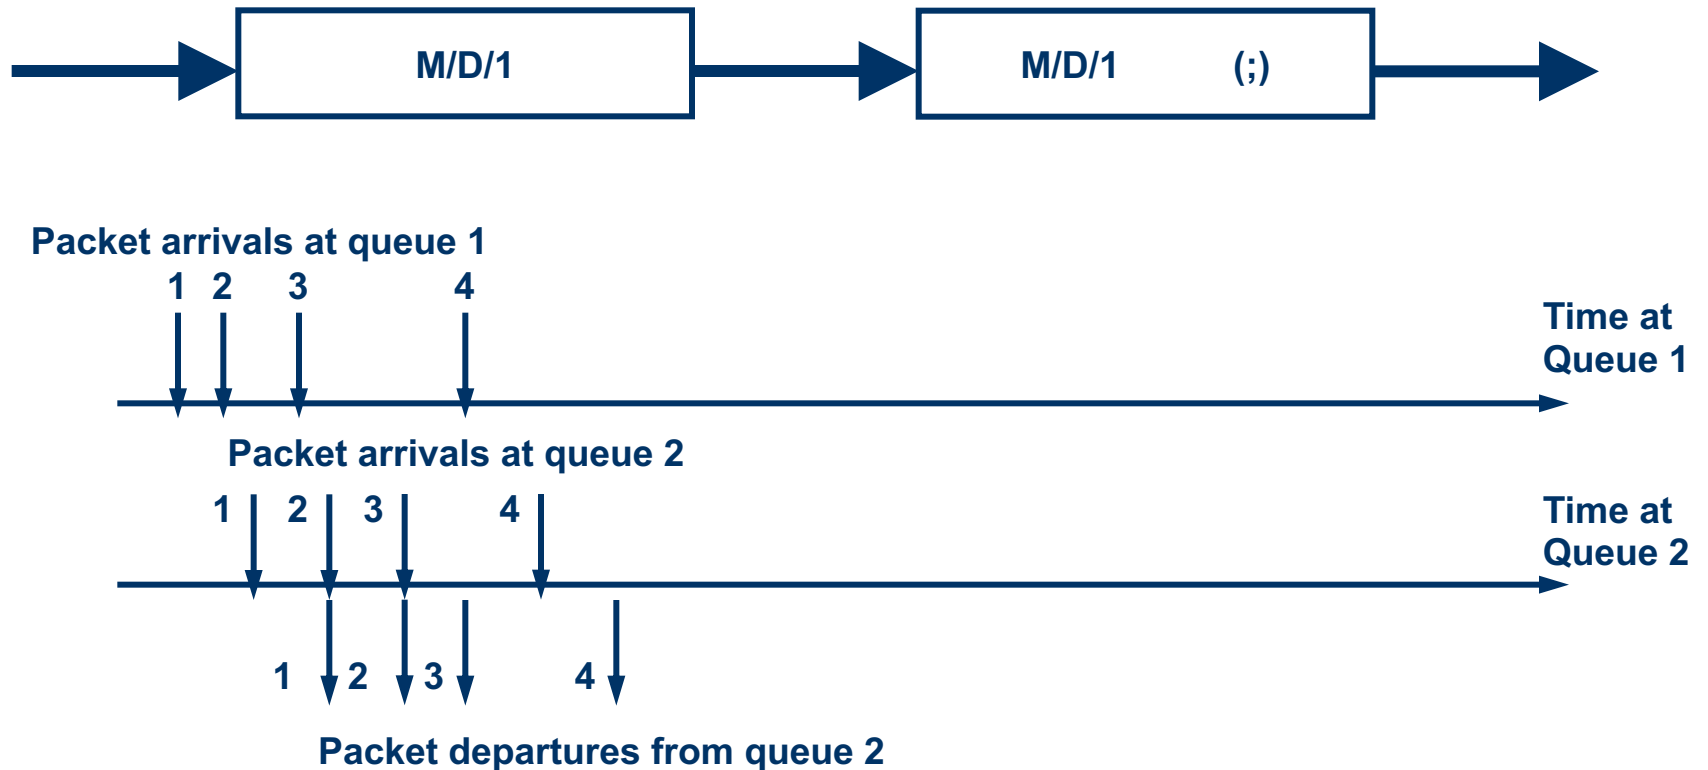 M/D/1
M/D/1 (;)
Packet arrivals at queue 1
1 2 3 4
Time at
Queue 1
Packet arrivals at queue 2
1 2 3 4
Time at
Queue 2
1 2 3 4
Packet departures from queue 2